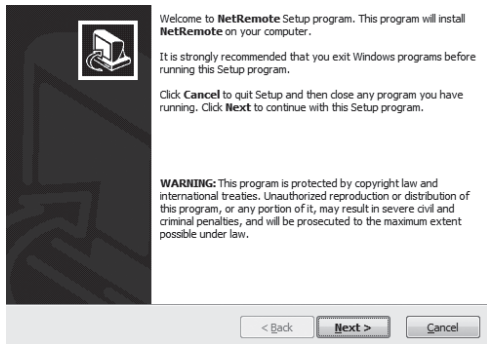 Welcome to NetRemote Setup program. This program will install
NetRemote on your computer.
It is strongly recommended that you exit Windows programs before
running this Setup program.
Click Cancel to quit Setup and then close any program you have
running. Click Next to continue with this Setup program.
WARNING: This program is protected by copyright law and
international treaties. Unauthorized reproduction or distribution of
this program, or any portion of it, may result in severe civil and
criminal penalties, and will be prosecuted to the maximum extent
possible under law.
< Back Next > Cancel